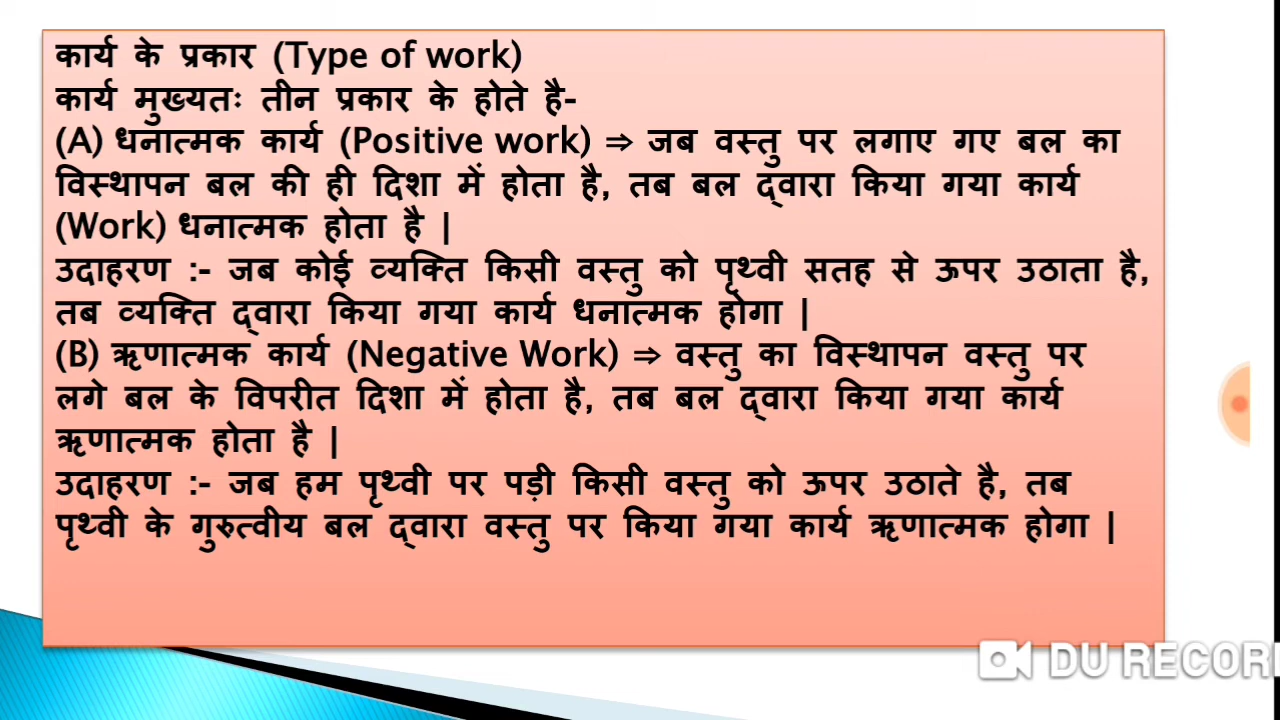 कार्य के प्रकार (Type of work)
कार्य मुख्यतः तीन प्रकार के होते है-
(A) धनात्मक कार्य (Positive work) ⇒ जब वस्तु पर लगाए गए बल का
विस्थापन बल की ही दिशा में होता है, तब बल द्वारा किया गया कार्य
(Work) धनात्मक होता है |
उदाहरण :- जब कोई व्यक्ति किसी वस्तु को पृथ्वी सतह से ऊपर उठाता है,
तब व्यक्ति द्वारा किया गया कार्य धनात्मक होगा |
(B) ऋणात्मक कार्य (Negative Work) ⇒ वस्तु का विस्थापन वस्तु पर
लगे बल के विपरीत दिशा में होता है, तब बल द्वारा किया गया कार्य
ऋणात्मक होता है |
उदाहरण :- जब हम पृथ्वी पर पड़ी किसी वस्तु को ऊपर उठाते है, तब
पृथ्वी के गुरुत्वीय बल द्वारा वस्तु पर किया गया कार्य ऋणात्मक होगा |
DU RECOR